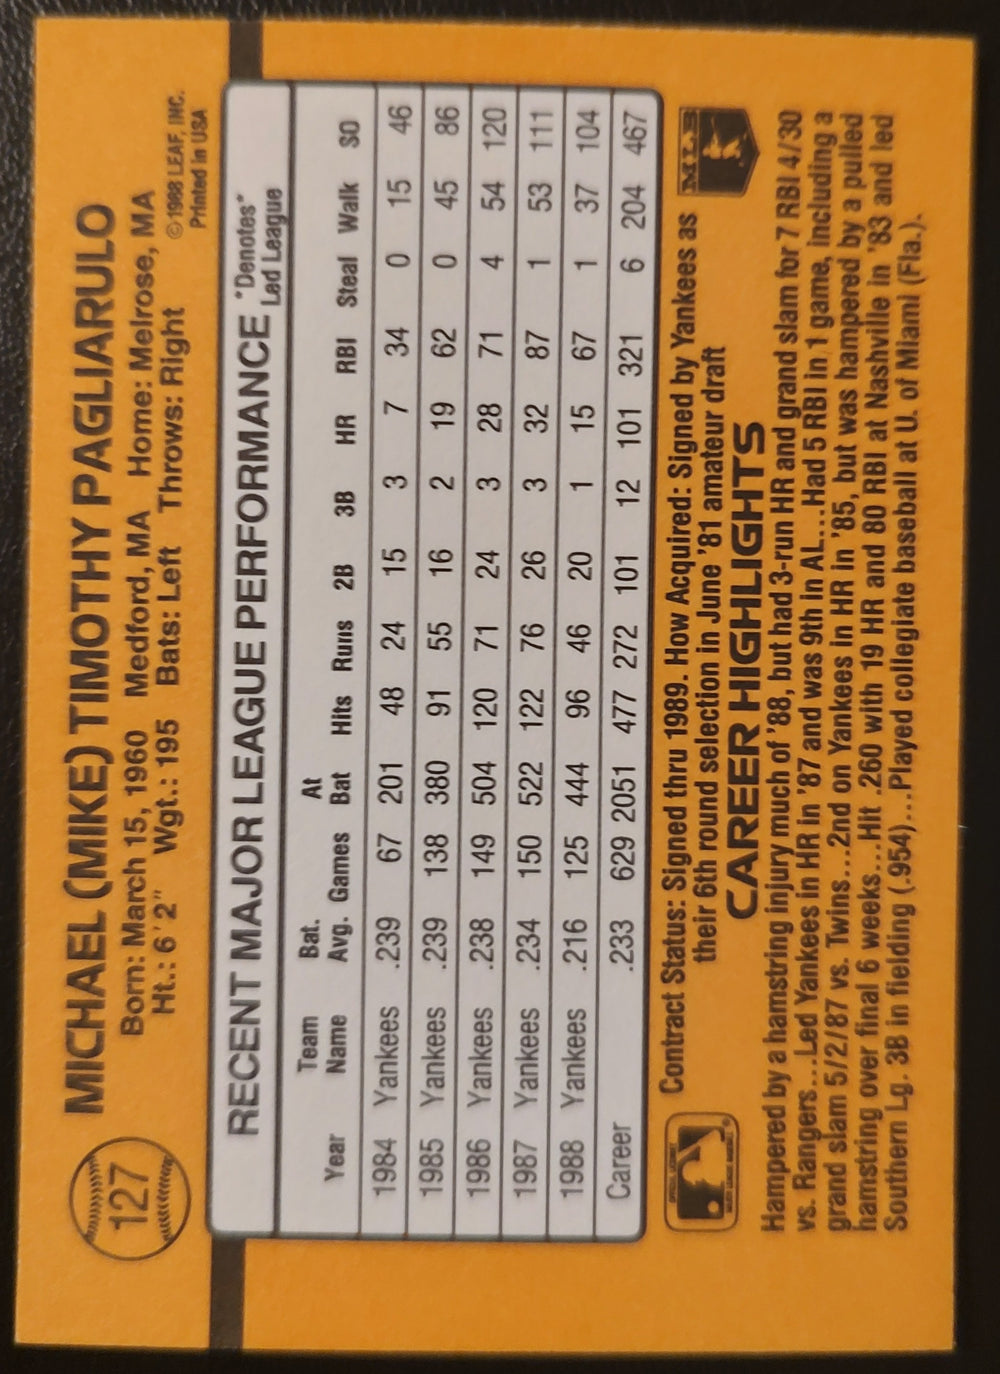 127
MICHAEL (MIKE) TIMOTHY PAGLIARULO
Born: March 15, 1960 Medford, MA Home: Melrose, MA
Ht.: 6'2" Wgt.: 195 Bats: Left Throws: Right
©1988 LEAF, INC.
Printed in USA
RECENT MAJOR LEAGUE PERFORMANCE "Denotes"
Led League
Year Team Name Bat. Avg. Games At Bat Hits Runs 2B 3B HR RBI Steal Walk SO
1984 Yankees .239 67 201 48 24 15 3 7 34 0 15 46
1985 Yankees .239 138 380 91 55 16 2 19 62 0 45 86
1986 Yankees .238 149 504 120 71 24 3 28 71 4 54 120
1987 Yankees .234 150 522 122 76 26 3 32 87 1 53 111
1988 Yankees .216 125 444 96 46 20 1 15 67 1 37 104
Career .233 629 2051 477 272 101 12 101 321 6 204 467
Contract Status: Signed thru 1989. How Acquired: Signed by Yankees as
their 6th round selection in June '81 amateur draft
MLB
CAREER HIGHLIGHTS
Hampered by a hamstring injury much of '88, but had 3-run HR and grand slam for 7 RBI 4/30
vs. Rangers...Led Yankees in HR in '87 and was 9th in AL...Had 5 RBI in 1 game, including a
grand slam 5/2/87 vs. Twins...2nd on Yankees in HR in '85, but was hampered by a pulled
hamstring over final 6 weeks...Hit .260 with 19 HR and 80 RBI at Nashville in '83 and led
Southern Lg. 3B in fielding (.954)...Played collegiate baseball at U. of Miami (Fla.).